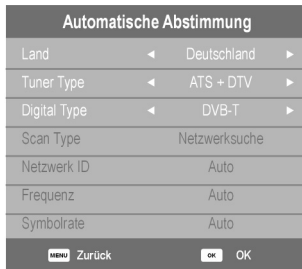 Automatische Abstimmung
Land ◄ Deutschland ►
Tuner Type ◄ ATS + DTV ►
Digital Type ◄ DVB-T ►
Scan Type Netzwerksuche
Netzwerk ID Auto
Frequenz Auto
Symbolrate Auto
MENU Zurück OK OK